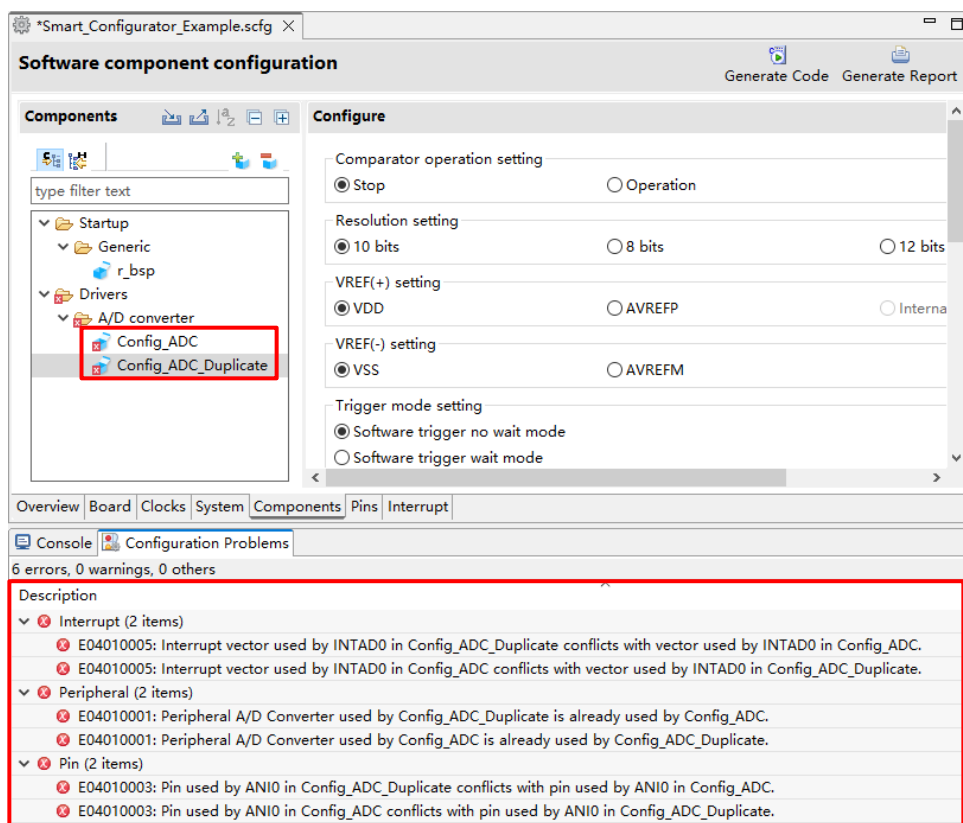 *Smart_Configurator_Example.scfg
Software component configuration
Generate Code Generate Report
Components
Configure
type filter text
Startup
Generic
r_bsp
Drivers
A/D converter
Config_ADC
Config_ADC_Duplicate
Comparator operation setting
Stop Operation
Resolution setting
10 bits 8 bits 12 bits
VREF(+) setting
VDD AVREFP Interna
VREF(-) setting
VSS AVREFM
Trigger mode setting
Software trigger no wait mode
Software trigger wait mode
Overview Board Clocks System Components Pins Interrupt
Console Configuration Problems
6 errors, 0 warnings, 0 others
Description
Interrupt (2 items)
E04010005: Interrupt vector used by INTAD0 in Config_ADC_Duplicate conflicts with vector used by INTAD0 in Config_ADC.
E04010005: Interrupt vector used by INTAD0 in Config_ADC conflicts with vector used by INTAD0 in Config_ADC_Duplicate.
Peripheral (2 items)
E04010001: Peripheral A/D Converter used by Config_ADC_Duplicate is already used by Config_ADC.
E04010001: Peripheral A/D Converter used by Config_ADC is already used by Config_ADC_Duplicate.
Pin (2 items)
E04010003: Pin used by ANI0 in Config_ADC_Duplicate conflicts with pin used by ANI0 in Config_ADC.
E04010003: Pin used by ANI0 in Config_ADC conflicts with pin used by ANI0 in Config_ADC_Duplicate.